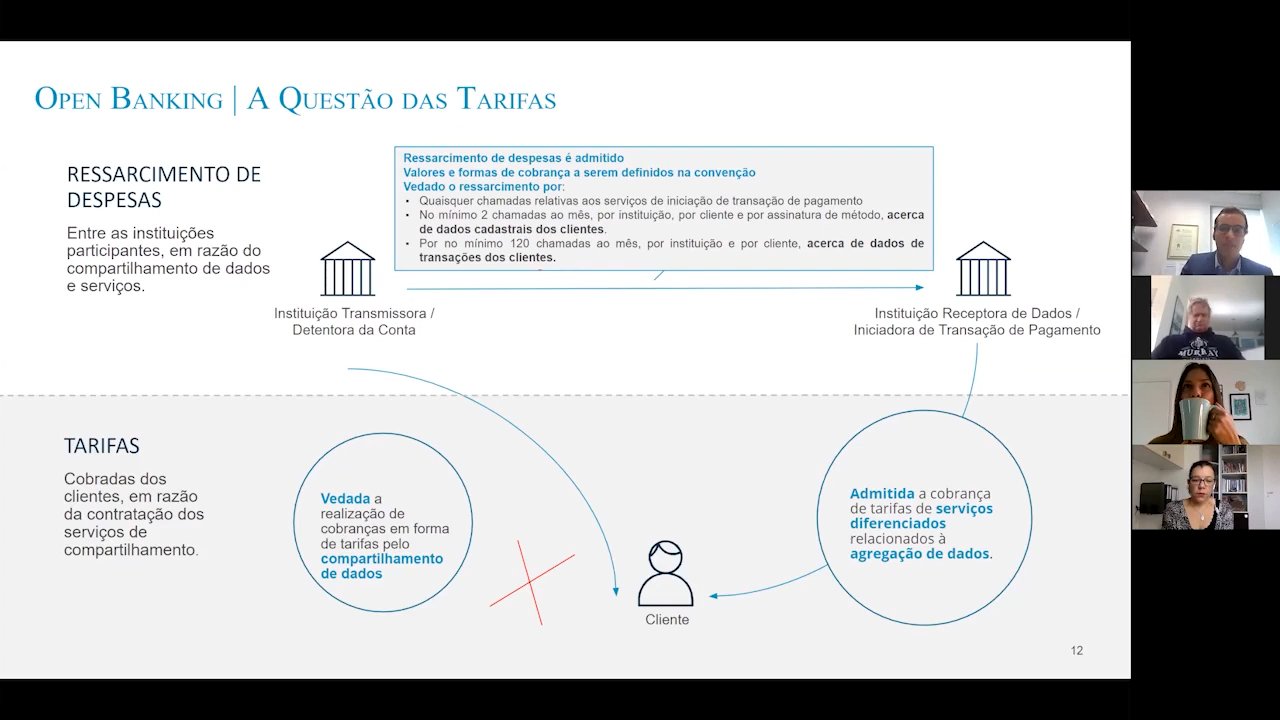 OPEN BANKING | A QUESTÃO DAS TARIFAS
RESSARCIMENTO DE
DESPESAS
Entre as instituições
participantes, em razão do
compartilhamento de dados
e serviços.
Ressarcimento de despesas é admitido
Valores e formas de cobrança a serem definidos na convenção
Vedado o ressarcimento por:
• Quaisquer chamadas relativas aos serviços de iniciação de transação de pagamento
• No mínimo 2 chamadas ao mês, por instituição, por cliente e por assinatura de método, acerca
de dados cadastrais dos clientes.
• Por no mínimo 120 chamadas ao mês, por instituição e por cliente, acerca de dados de
transações dos clientes.
Instituição Transmissora /
Detentora da Conta
Instituição Receptora de Dados /
Iniciadora de Transação de Pagamento
TARIFAS
Cobradas dos
clientes, em razão
da contratação dos
serviços de
compartilhamento.
Vedada a
realização de
cobranças em forma
de tarifas pelo
compartilhamento
de dados
Admitida a cobrança
de tarifas de serviços
diferenciados
relacionados à
agregação de dados.
Cliente
12
MURRAY